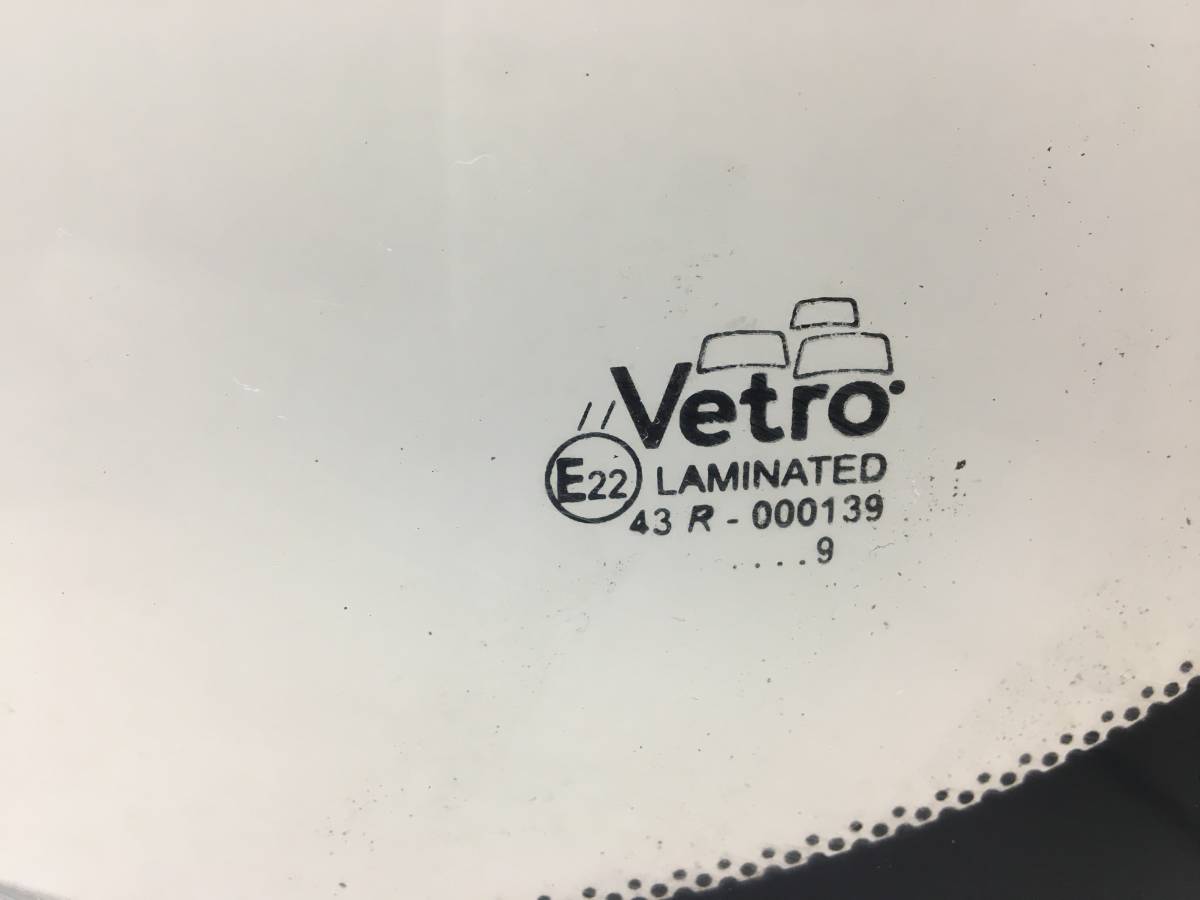 Vetro
E22 LAMINATED
43 R - 000139
....9